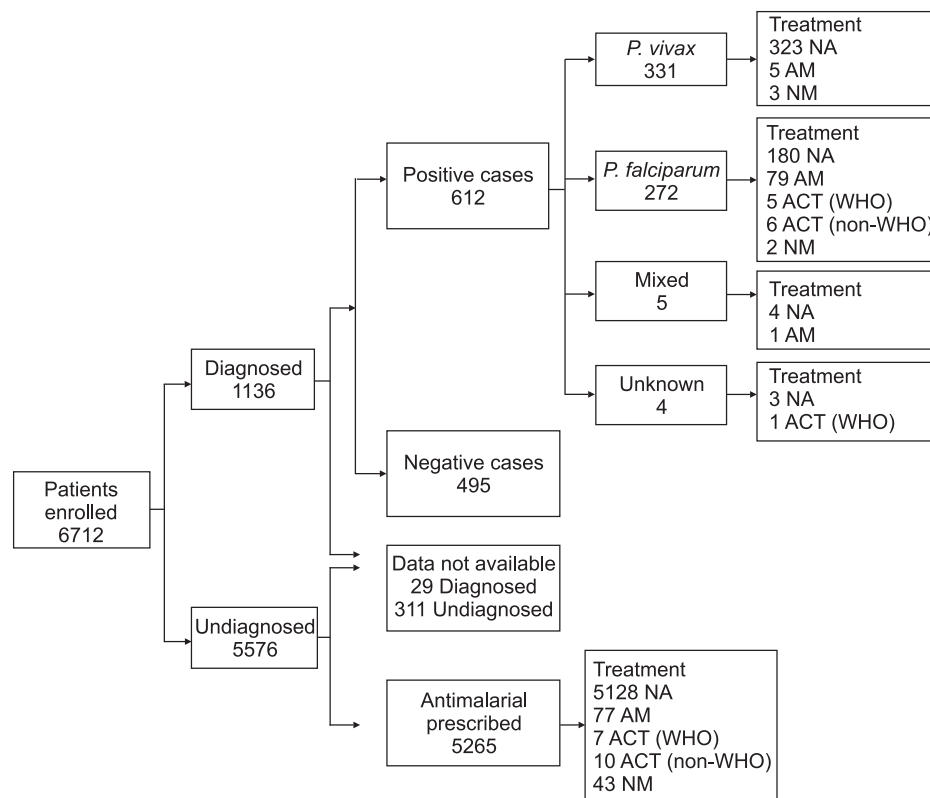 Patients
enrolled
6712
Diagnosed
1136
Undiagnosed
5576
Positive cases
612
Negative cases
495
Data not available
29 Diagnosed
311 Undiagnosed
Antimalarial
prescribed
5265
P. vivax
331
P. falciparum
272
Mixed
5
Unknown
4
Treatment
323 NA
5 AM
3 NM
Treatment
180 NA
79 AM
5 ACT (WHO)
6 ACT (non-WHO)
2 NM
Treatment
4 NA
1 AM
Treatment
3 NA
1 ACT (WHO)
Treatment
5128 NA
77 AM
7 ACT (WHO)
10 ACT (non-WHO)
43 NM